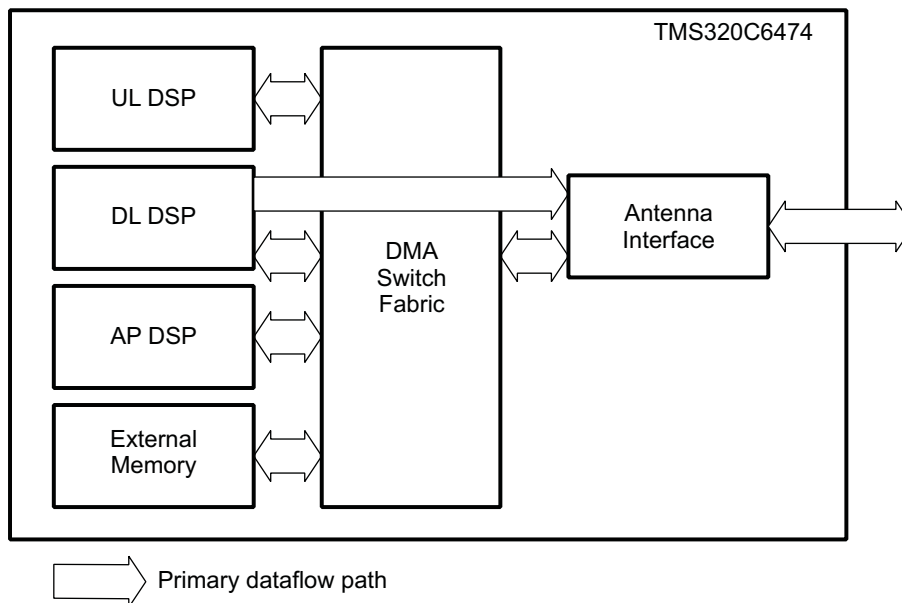 TMS320C6474
UL DSP
DL DSP
AP DSP
External
Memory
DMA
Switch
Fabric
Antenna
Interface
Primary dataflow path